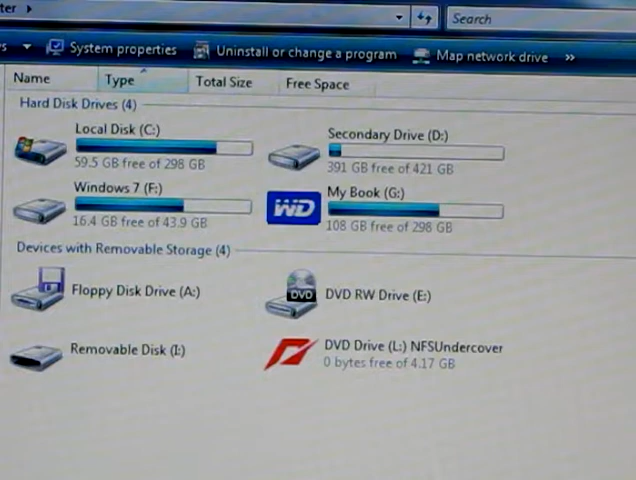 ter
Search
s System properties Uninstall or change a program Map network drive »
Name Type Total Size Free Space
Hard Disk Drives (4)
Local Disk (C:)
59.5 GB free of 298 GB
Secondary Drive (D:)
391 GB free of 421 GB
Windows 7 (F:)
16.4 GB free of 43.9 GB
WD
My Book (G:)
108 GB free of 298 GB
Devices with Removable Storage (4)
Floppy Disk Drive (A:)
DVD
DVD RW Drive (E:)
Removable Disk (I:)
DVD Drive (L:) NFSUndercover
0 bytes free of 4.17 GB